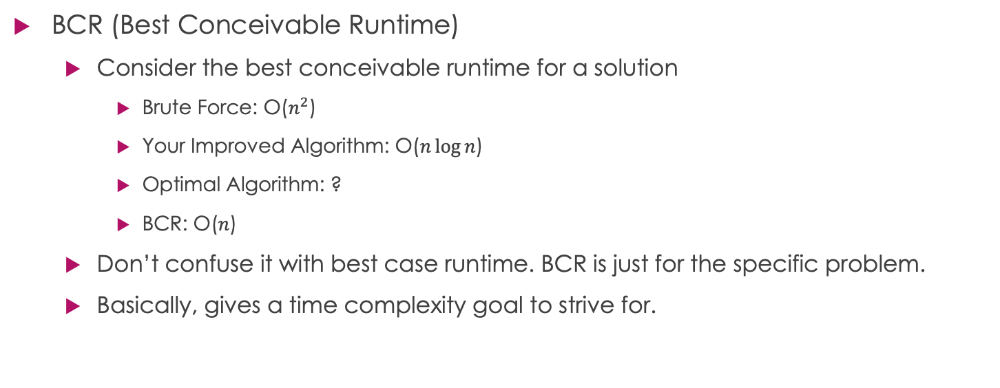 BCR (Best Conceivable Runtime)
Consider the best conceivable runtime for a solution
Brute Force: O(n²)
Your Improved Algorithm: O(n log n)
Optimal Algorithm: ?
BCR: O(n)
Don’t confuse it with best case runtime. BCR is just for the specific problem.
Basically, gives a time complexity goal to strive for.